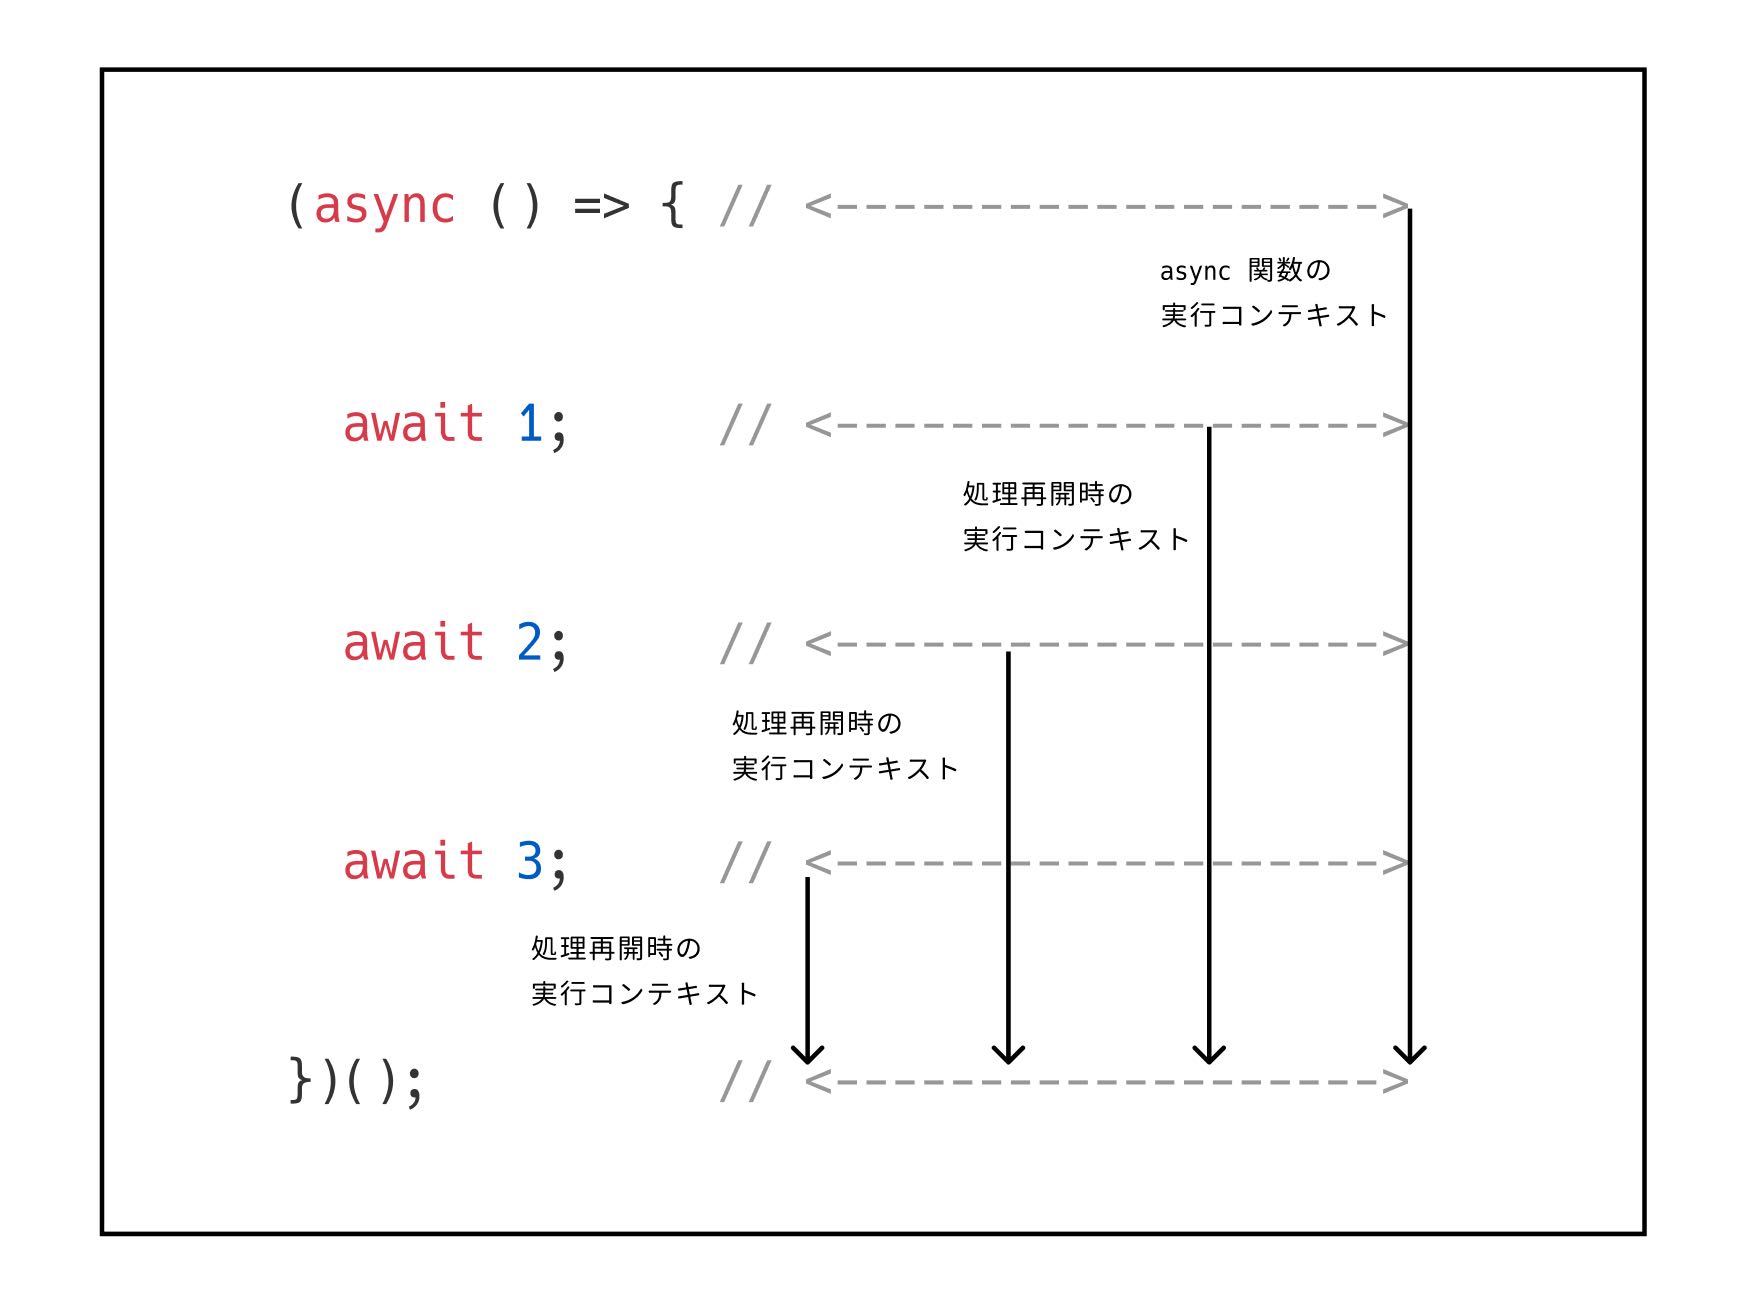 (async () => { // <-------------------->
async 関数の
実行コンテキスト
await 1; // <-------------------->
処理再開時の
実行コンテキスト
await 2; // <-------------------->
処理再開時の
実行コンテキスト
await 3; // <-------------------->
処理再開時の
実行コンテキスト
})(); // <-------------------->